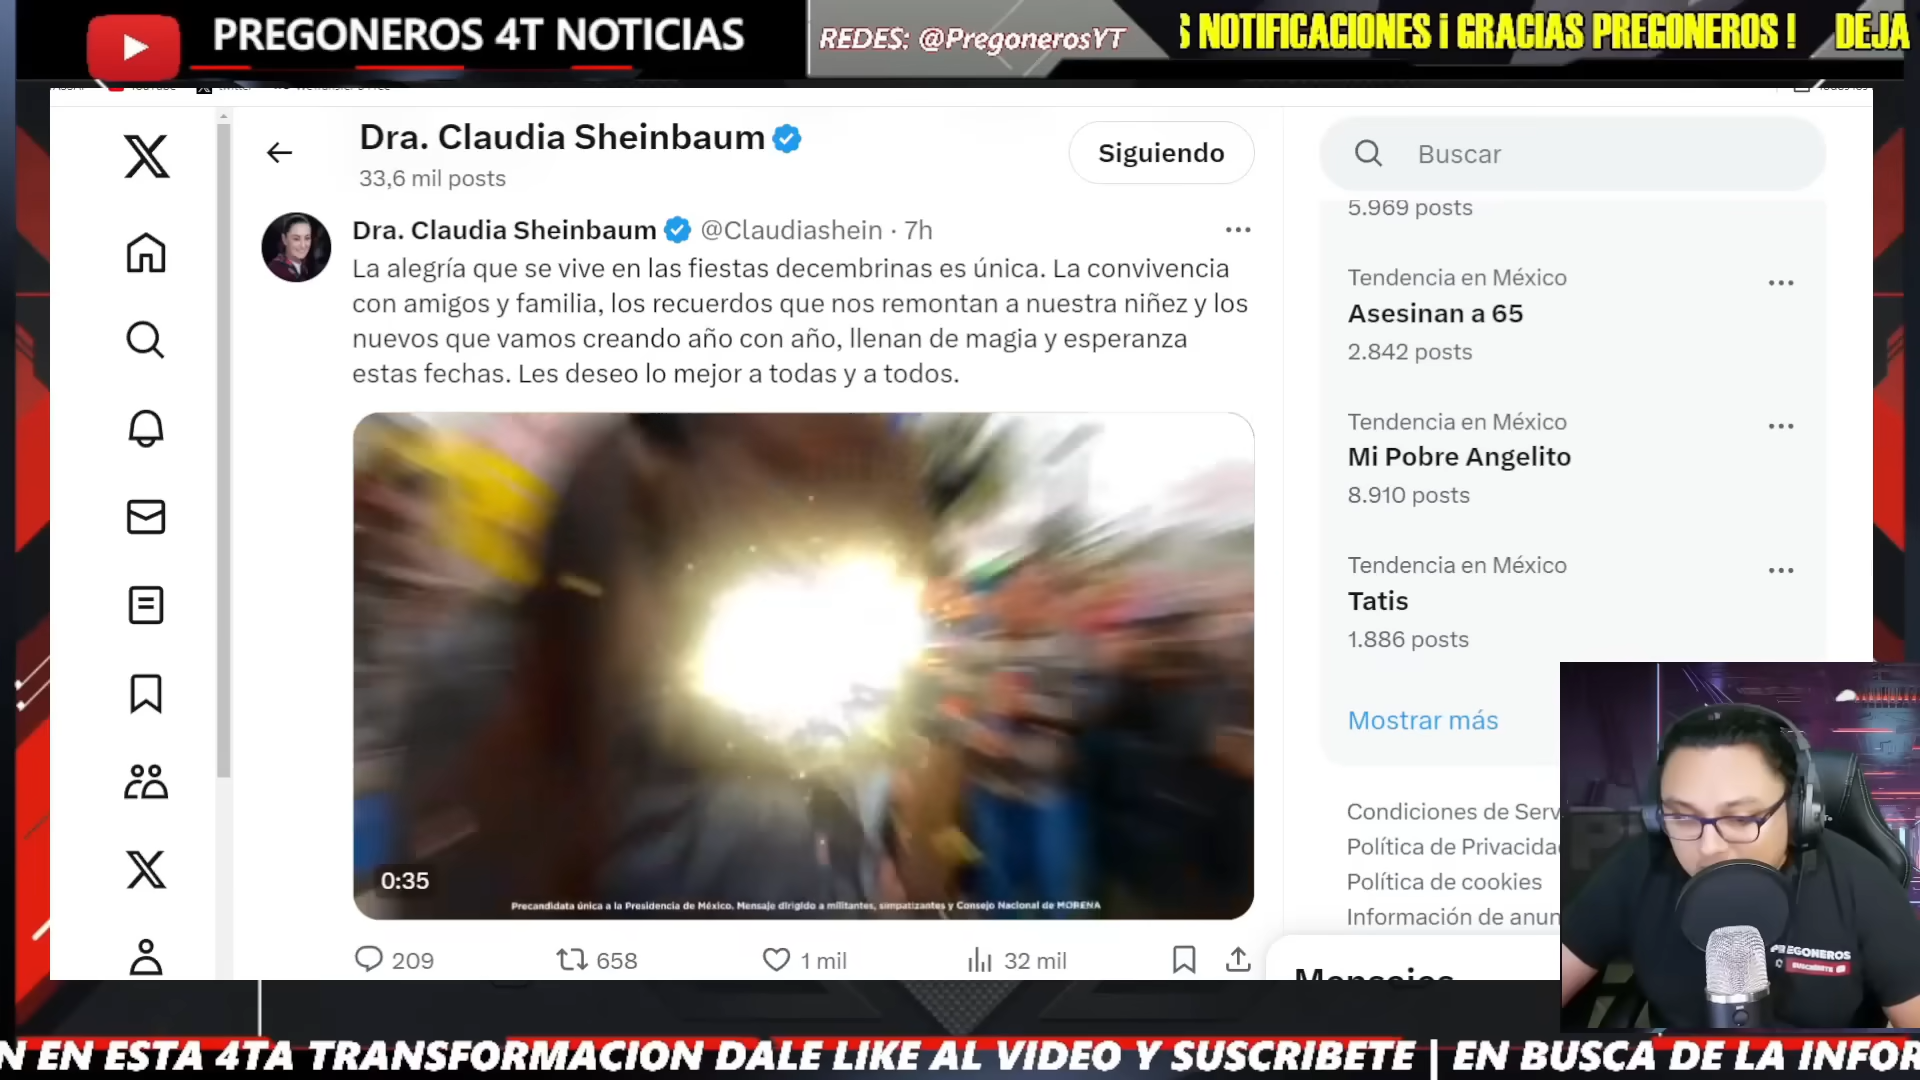 PREGONEROS 4T NOTICIAS
REDES: @PregonerosYT
NOTIFICACIONES ¡ GRACIAS PREGONEROS !
DEJA
Dra. Claudia Sheinbaum
33,6 mil posts
Siguiendo
Buscar
Dra. Claudia Sheinbaum @Claudiashein · 7h
La alegría que se vive en las fiestas decembrinas es única. La convivencia
con amigos y familia, los recuerdos que nos remontan a nuestra niñez y los
nuevos que vamos creando año con año, llenan de magia y esperanza
estas fechas. Les deseo lo mejor a todas y a todos.
0:35
Precandidata única a la Presidencia de México. Mensaje dirigido a militantes, simpatizantes y Consejo Nacional de MORENA
209
658
1 mil
32 mil
5.969 posts
Tendencia en México
Asesinan a 65
2.842 posts
Tendencia en México
Mi Pobre Angelito
8.910 posts
Tendencia en México
Tatis
1.886 posts
Mostrar más
Condiciones de Serv
Política de Privacida
Política de cookies
Información de anun
Mensajes
EGONEROS
SUSCRIBETE
N EN ESTA 4TA TRANSFORMACION DALE LIKE AL VIDEO Y SUSCRIBETE | EN BUSCA DE LA INFOR